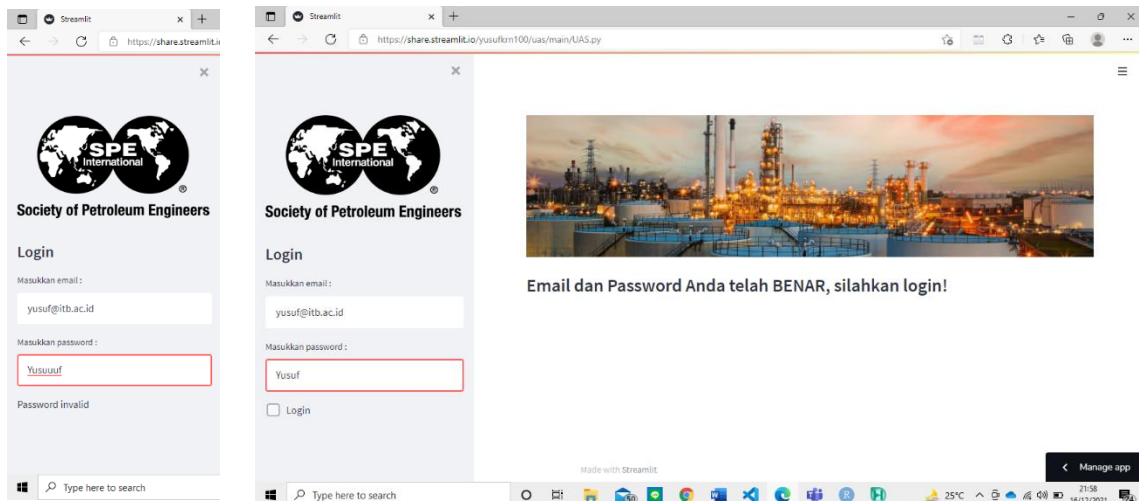 Streamlit
https://share.streamlit.i
SPE
International
®
Society of Petroleum Engineers
Login
Masukkan email :
yusuf@itb.ac.id
Masukkan password :
Yusuuuf
Password invalid
Type here to search
Streamlit
https://share.streamlit.io/yusufkrn100/uas/main/UAS.py
SPE
International
®
Society of Petroleum Engineers
Login
Masukkan email :
yusuf@itb.ac.id
Masukkan password :
Yusuf
Login
Email dan Password Anda telah BENAR, silahkan login!
Made with Streamlit
Manage app
Type here to search
25°C
21:58
16/12/2021